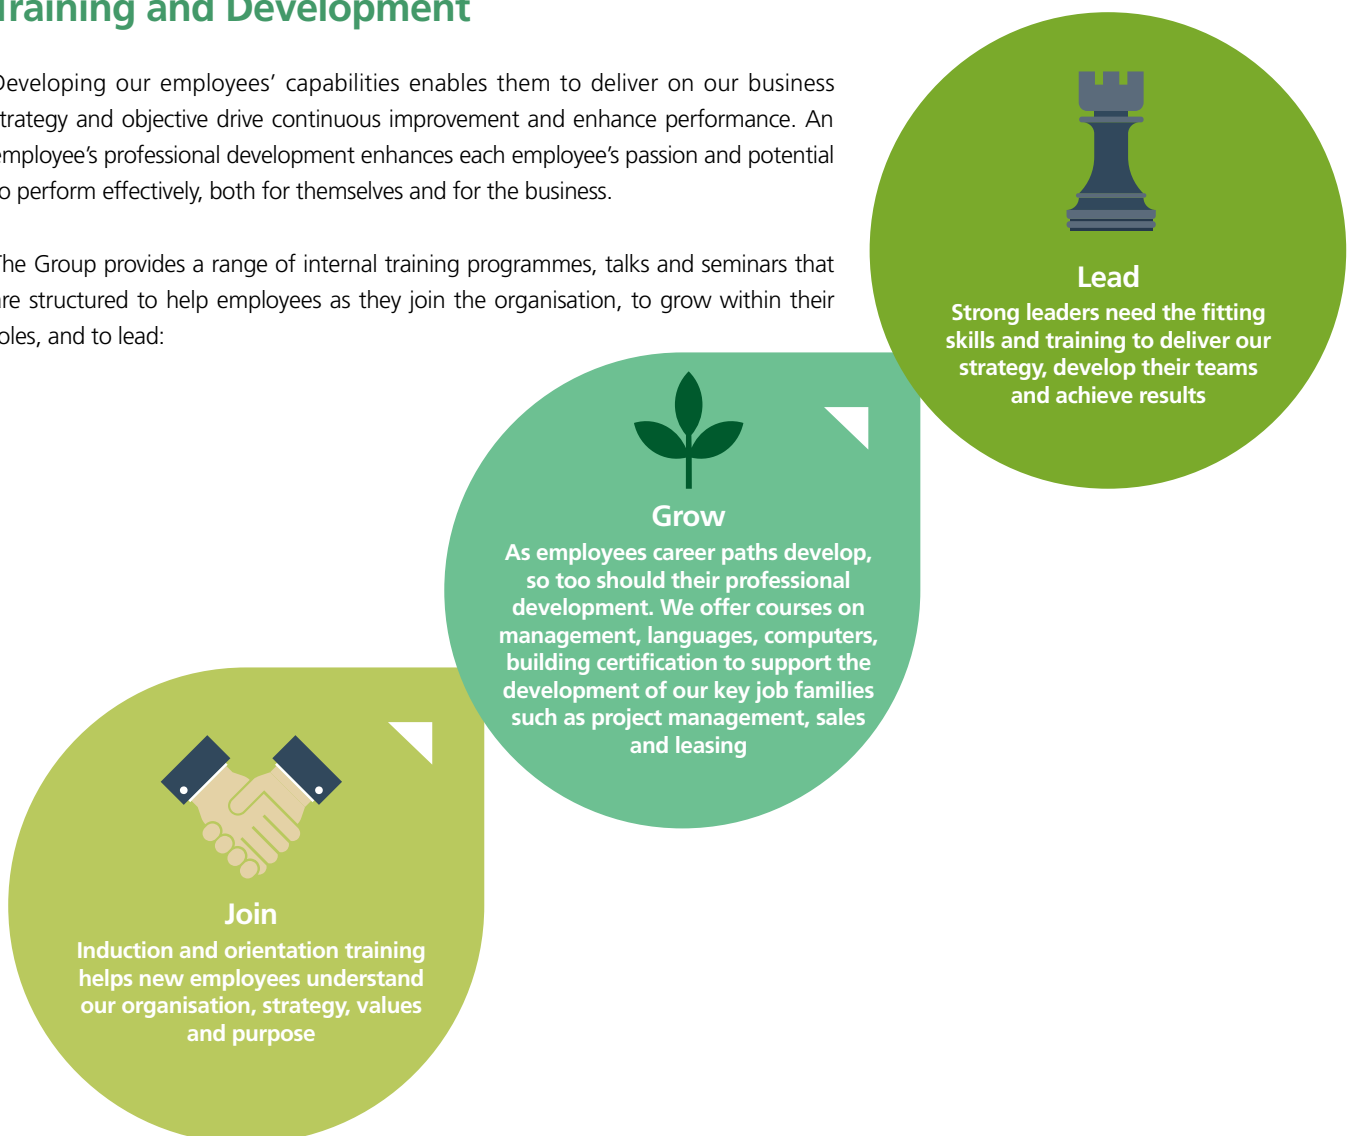 Training and Development
Developing our employees’ capabilities enables them to deliver on our business
strategy and objective drive continuous improvement and enhance performance. An
employee’s professional development enhances each employee’s passion and potential
to perform effectively, both for themselves and for the business.
The Group provides a range of internal training programmes, talks and seminars that
are structured to help employees as they join the organisation, to grow within their
roles, and to lead:
Lead
Strong leaders need the fitting
skills and training to deliver our
strategy, develop their teams
and achieve results
Grow
As employees career paths develop,
so too should their professional
development. We offer courses on
management, languages, computers,
building certification to support the
development of our key job families
such as project management, sales
and leasing
Join
Induction and orientation training
helps new employees understand
our organisation, strategy, values
and purpose